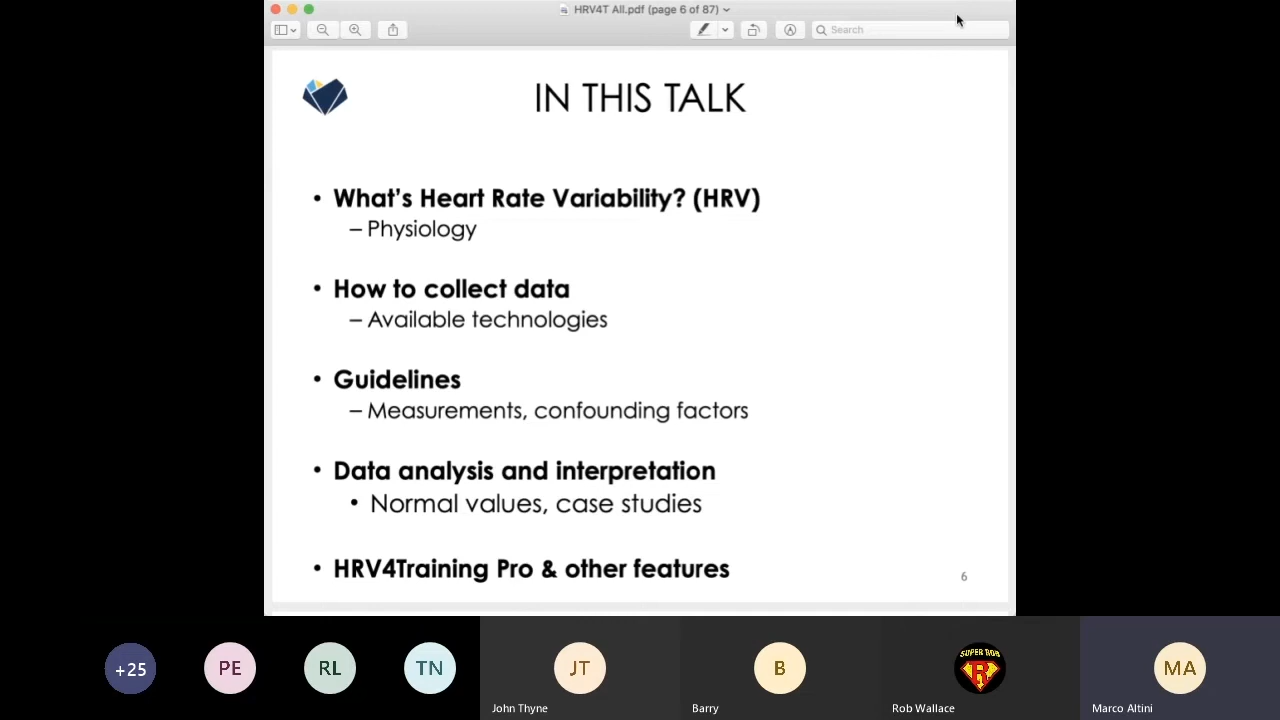 HRV4T All.pdf (page 6 of 87)
Search
IN THIS TALK
• What's Heart Rate Variability? (HRV)
– Physiology
• How to collect data
– Available technologies
• Guidelines
– Measurements, confounding factors
• Data analysis and interpretation
• Normal values, case studies
• HRV4Training Pro & other features
6
+25
PE
RL
TN
JT
B
SUPER ROB
R
MA
John Thyne
Barry
Rob Wallace
Marco Altini